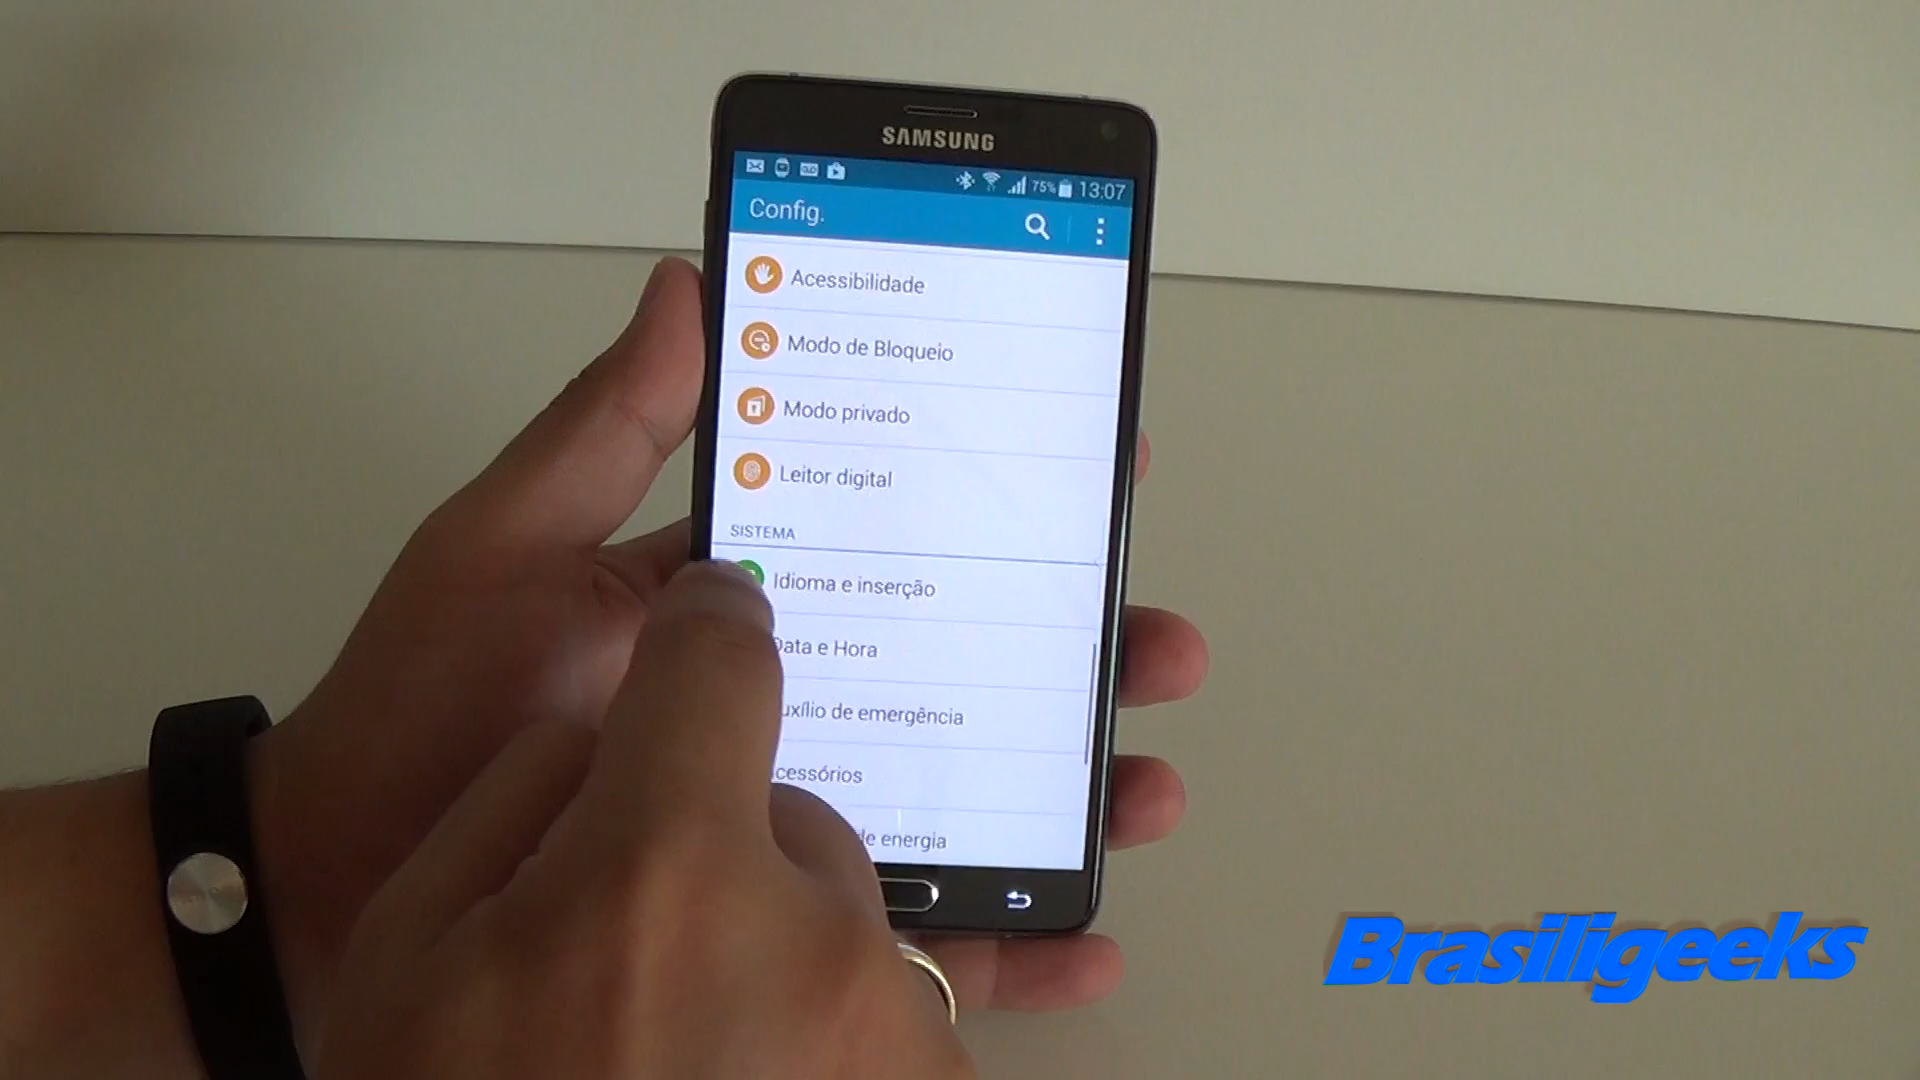 SAMSUNG
75% 13:07
Config.
Acessibilidade
Modo de Bloqueio
Modo privado
Leitor digital
SISTEMA
Idioma e inserção
Data e Hora
uxílio de emergência
cessórios
de energia
Brasiligeeks